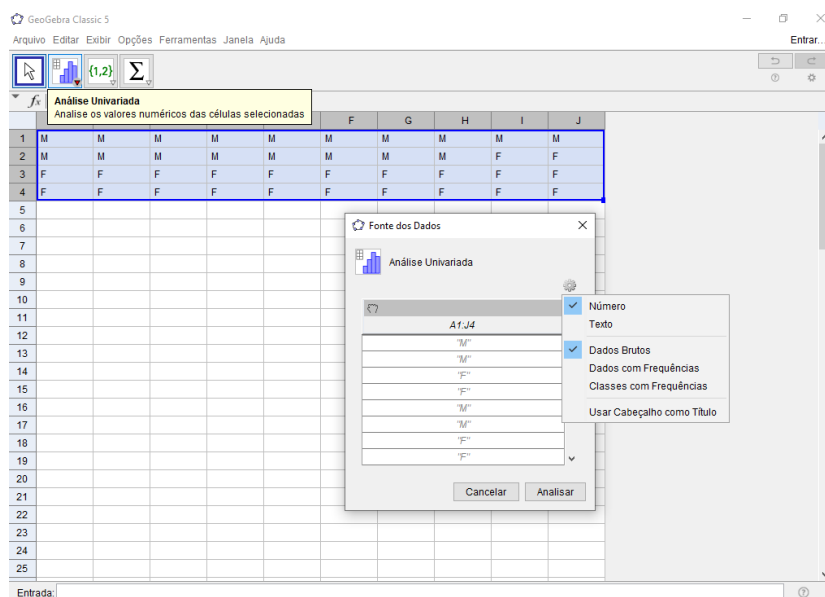 GeoGebra Classic 5
Arquivo Editar Exibir Opções Ferramentas Janela Ajuda
Entrar...
{1,2} Σ
fx
Análise Univariada
Analise os valores numéricos das células selecionadas
F G H I J
1 M M M M M M M M M M
2 M M M M M M M M F F
3 F F F F F F F F F F
4 F F F F F F F F F F
5
6
7
8
9
10
11
12
13
14
15
16
17
18
19
20
21
22
23
24
25
Fonte dos Dados
Análise Univariada
A1:J4
"M"
"M"
"F"
"F"
"M"
"M"
"F"
"F"
Cancelar Analisar
Número
Texto
Dados Brutos
Dados com Frequências
Classes com Frequências
Usar Cabeçalho como Título
Entrada: